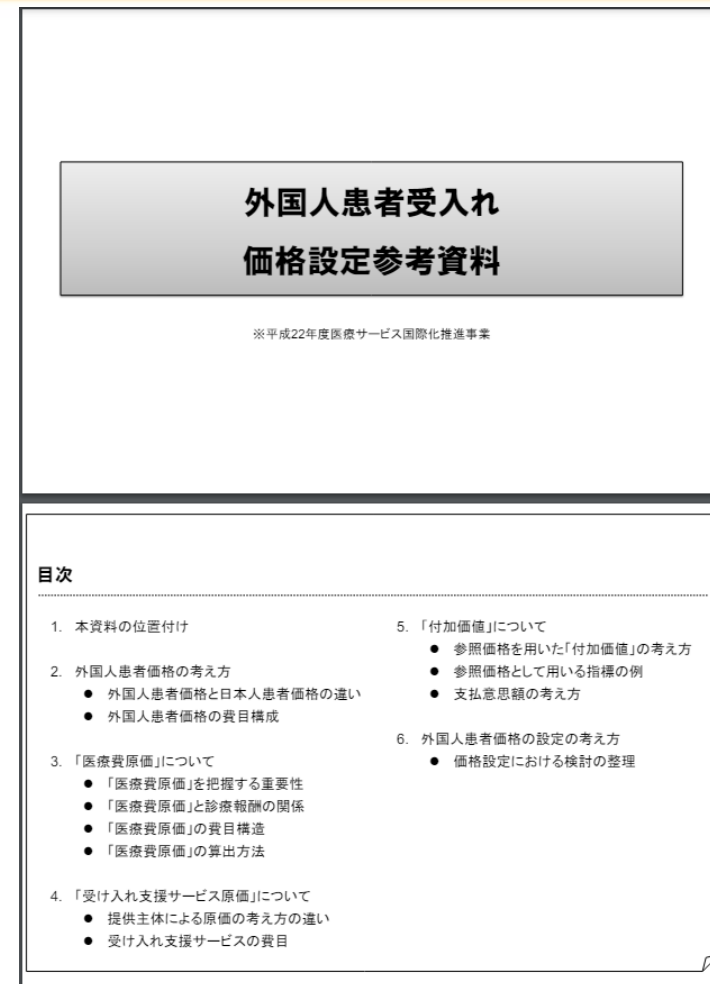 外国人患者受入れ
価格設定参考資料
※平成22年度医療サービス国際化推進事業
目次
1. 本資料の位置付け
2. 外国人患者価格の考え方
● 外国人患者価格と日本人患者価格の違い
● 外国人患者価格の費目構成
3. 「医療費原価」について
● 「医療費原価」を把握する重要性
● 「医療費原価」と診療報酬の関係
● 「医療費原価」の費目構造
● 「医療費原価」の算出方法
4. 「受け入れ支援サービス原価」について
● 提供主体による原価の考え方の違い
● 受け入れ支援サービスの費目
5. 「付加価値」について
● 参照価格を用いた「付加価値」の考え方
● 参照価格として用いる指標の例
● 支払意思額の考え方
6. 外国人患者価格の設定の考え方
● 価格設定における検討の整理